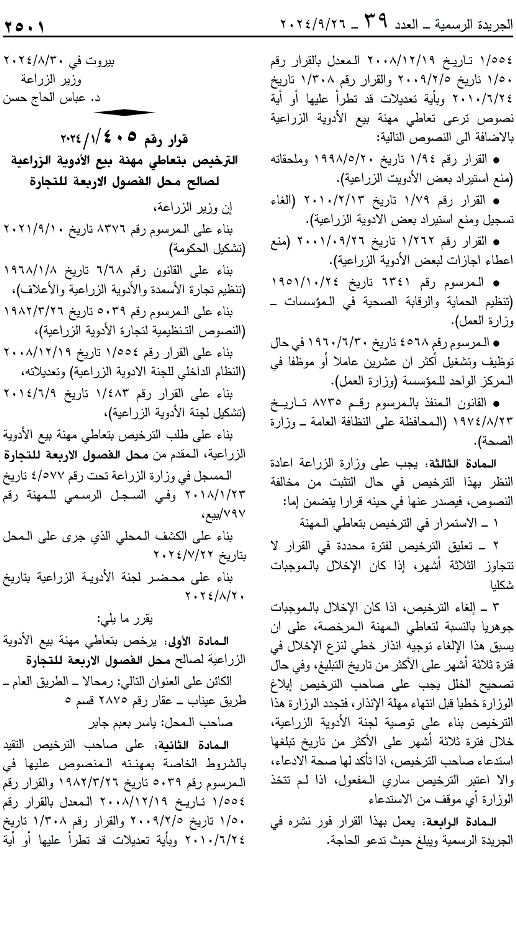 الجريدة الرسمية ــ العدد ٣٩ ــ ٢٠٢٤/٩/٢٦
٢٥٠١
١/٥٥٤ تاريخ ٢٠٠٨/١٢/١٩ المعدل بالقرار رقم
١/٥٠ تاريخ ٢٠٠٩/٢/٥ والقرار رقم ١/٣٠٨ تاريخ
٢٠١٠/٦/٢٤ وبأية تعديلات قد تطرأ عليها أو أية
نصوص ترعى تعاطي مهنة بيع الأدوية الزراعية
بالاضافة الى النصوص التالية:
● القرار رقم ١/٩٤ تاريخ ١٩٩٨/٥/٢٠ وملحقاته
(منع استيراد بعض الأدويت الزراعية).
● القرار رقم ١/٧٩ تاريخ ٢٠١٠/٢/١٣ (الغاء
تسجيل ومنع استيراد بعض الادوية الزراعية).
● القرار رقم ١/٢٦٢ تاريخ ٢٠٠١/٠٩/٢٦ (منع
اعطاء اجازات لبعض الأدوية الزراعية).
● المرسوم رقم ٦٣٤١ تاريخ ١٩٥١/١٠/٢٤
(تنظيم الحماية والرقابة الصحية في المؤسسات ــ
وزارة العمل).
● المرسوم رقم ٤٥٦٨ تاريخ ١٩٦٠/٦/٣٠ في حال
توظيف وتشغيل أكثر ان عشرين عاملا أو موظفا في
المركز الواحد للمؤسسة (وزارة العمل).
● القانون المنفذ بالمرسوم رقم ٨٧٣٥ تاريخ
١٩٧٤/٨/٢٣ (المحافظة على النظافة العامة ــ وزارة
الصحة).
المادة الثالثة: يجب على وزارة الزراعة اعادة
النظر بهذا الترخيص في حال التثبت من مخالفة
النصوص، فيصدر عنها في حينه قرارا يتضمن إما:
١ ــ الاستمرار في الترخيص بتعاطي المهنة
٢ ــ تعليق الترخيص لفترة محددة في القرار لا
تتجاوز الثلاثة أشهر، إذا كان الإخلال بالموجبات
شكليا
٣ ــ إلغاء الترخيص، اذا كان الإخلال بالموجبات
جوهريا بالنسبة لتعاطي المهنة المرخصة، على ان
يسبق هذا الإلغاء توجيه انذار خطي لنزع الإخلال في
فترة ثلاثة أشهر على الأكثر من تاريخ التبليغ، وفي حال
تصحيح الخلل يجب على صاحب الترخيص إبلاغ
الوزارة خطيا قبل انتهاء مهلة الإنذار، فتجدد الوزارة هذا
الترخيص بناء على توصية لجنة الأدوية الزراعية،
خلال فترة ثلاثة أشهر على الأكثر من تاريخ تبلغها
استدعاء صاحب الترخيص، اذا تأكد لها صحة الادعاء،
والا اعتبر الترخيص ساري المفعول، اذا لم تتخذ
الوزارة أي موقف من الاستدعاء
المادة الرابعة: يعمل بهذا القرار فور نشره في
الجريدة الرسمية ويبلغ حيث تدعو الحاجة.
بيروت في ٢٠٢٤/٨/٣٠
وزير الزراعة
د. عباس الحاج حسن
قرار رقم ٤٠٥/١/٢٠٢٤
الترخيص بتعاطي مهنة بيع الأدوية الزراعية
لصالح محل الفصول الاربعة للتجارة
إن وزير الزراعة،
بناء على المرسوم رقم ٨٣٧٦ تاريخ ٢٠٢١/٩/١٠
(تشكيل الحكومة)
بناء على القانون رقم ٦/٦٨ تاريخ ١٩٦٨/١/٨
(تنظيم تجارة الأسمدة والأدوية الزراعية والأعلاف)،
بناء على المرسوم رقم ٥٠٣٩ تاريخ ١٩٨٢/٣/٢٦
(النصوص التنظيمية لتجارة الأدوية الزراعية)،
بناء على القرار رقم ١/٥٥٤ تاريخ ٢٠٠٨/١٢/١٩
(النظام الداخلي للجنة الادوية الزراعية) وتعديلاته،
بناء على القرار رقم ١/٤٨٣ تاريخ ٢٠١٤/٦/٩
(تشكيل لجنة الأدوية الزراعية)،
بناء على طلب الترخيص بتعاطي مهنة بيع الأدوية
الزراعية، المقدم من محل الفصول الاربعة للتجارة
المسجل في وزارة الزراعة تحت رقم ٤/٥٧٧ تاريخ
٢٠١٨/١/٢٣ وفي السجل الرسمي للمهنة رقم
٧٩٧/بيع،
بناء على الكشف المحلي الذي جرى على المحل
بتاريخ ٢٠٢٤/٧/٢٢
بناء على محضر لجنة الأدوية الزراعية بتاريخ
٢٠٢٤/٨/٢٠
يقرر ما يلي:
المادة الأولى: يرخص بتعاطي مهنة بيع الأدوية
الزراعية لصالح محل الفصول الاربعة للتجارة
الكائن على العنوان التالي: رمحالا ــ الطريق العام ــ
طريق عيناب ــ عقار رقم ٢٨٧٥ قسم ٥
صاحب المحل: ياسر بعبم جابر
المادة الثانية: على صاحب الترخيص التقيد
بالشروط الخاصة بمهنته المنصوص عليها في
المرسوم رقم ٥٠٣٩ تاريخ ١٩٨٢/٣/٢٦ والقرار رقم
١/٥٥٤ تاريخ ٢٠٠٨/١٢/١٩ المعدل بالقرار رقم
١/٥٠ تاريخ ٢٠٠٩/٢/٥ والقرار رقم ١/٣٠٨ تاريخ
٢٠١٠/٦/٢٤ وبأية تعديلات قد تطرأ عليها أو أية